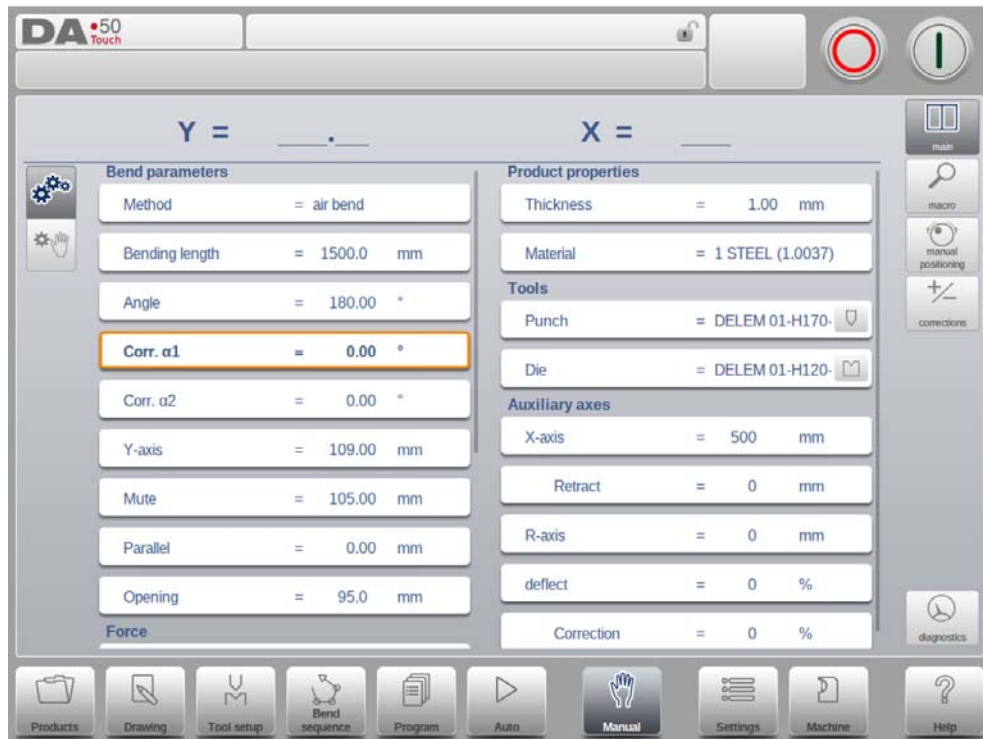 DA•50
Touch
Y = __.__
X = __
main
macro
manual
positioning
corrections
diagnostics
Bend parameters
Method = air bend
Bending length = 1500.0 mm
Angle = 180.00 °
Corr. α1 = 0.00 °
Corr. α2 = 0.00 °
Y-axis = 109.00 mm
Mute = 105.00 mm
Parallel = 0.00 mm
Opening = 95.0 mm
Force
Product properties
Thickness = 1.00 mm
Material = 1 STEEL (1.0037)
Tools
Punch = DELEM 01-H170-
Die = DELEM 01-H120-
Auxiliary axes
X-axis = 500 mm
Retract = 0 mm
R-axis = 0 mm
deflect = 0 %
Correction = 0 %
Products
Drawing
Tool setup
Bend
sequence
Program
Auto
Manual
Settings
Machine
Help